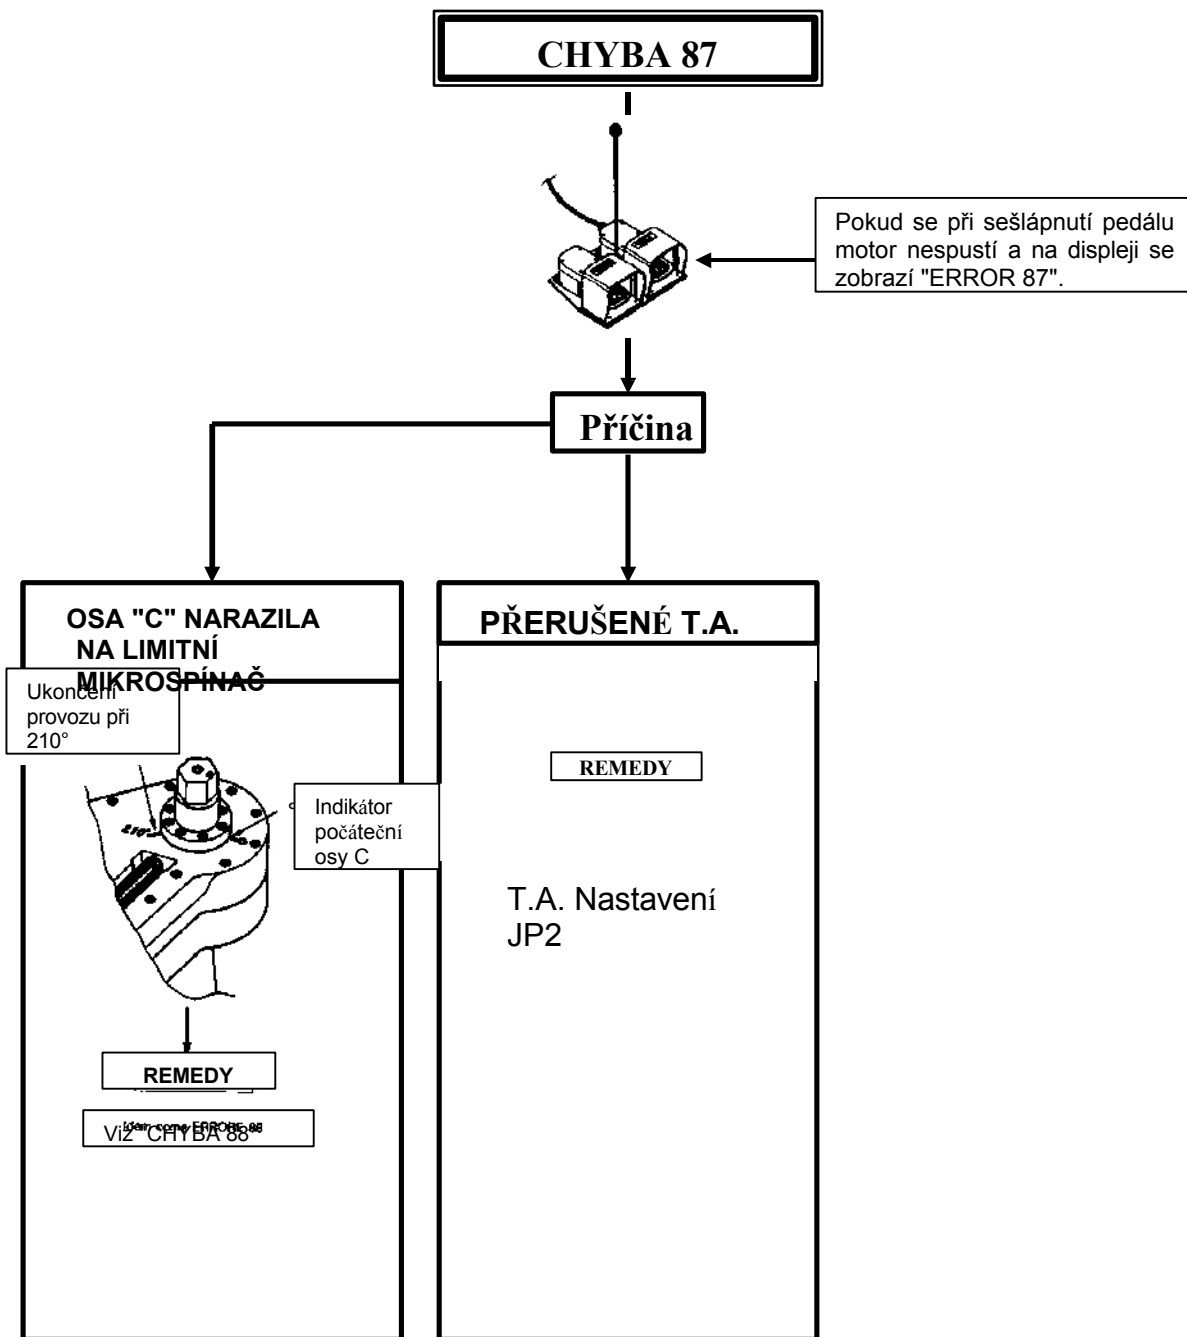 CHYBA 87
Pokud se při sešlápnutí pedálu
motor nespustí a na displeji se
zobrazí "ERROR 87".
Příčina
OSA "C" NARAZILA
NA LIMITNÍ
MIKROSPÍNAČ
Ukončení
provozu při
210°
210°
Indikátor
počáteční
osy C
REMEDY
Viz "CHYBA 88"
PŘERUŠENÉ T.A.
REMEDY
T.A. Nastavení
JP2